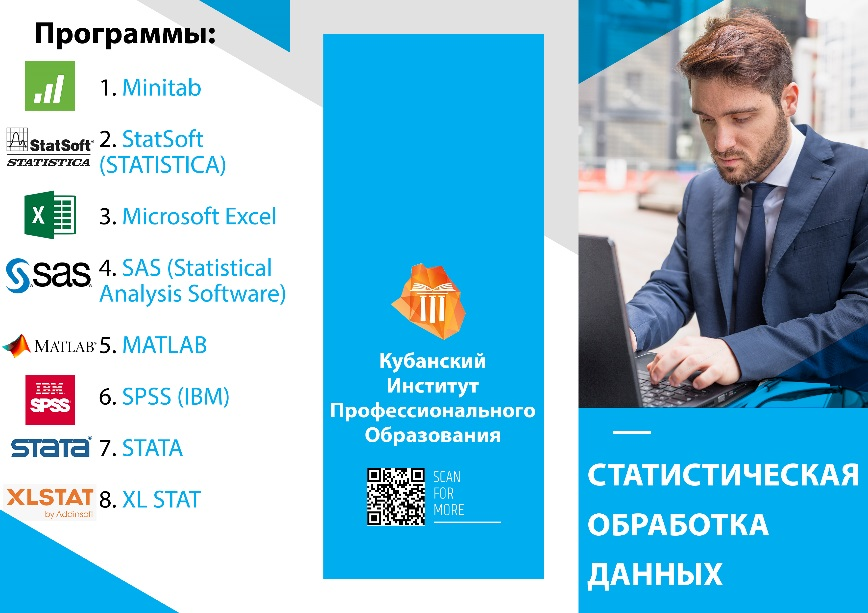 Программы:
1. Minitab
StatSoft
STATISTICA
2. StatSoft
(STATISTICA)
X
3. Microsoft Excel
sas
4. SAS (Statistical
Analysis Software)
MATLAB
5. MATLAB
IBM
SPSS
6. SPSS (IBM)
STATA
7. STATA
XLSTAT
by Addinsoft
8. XL STAT
Кубанский
Институт
Профессионального
Образования
SCAN
FOR
MORE
СТАТИСТИЧЕСКАЯ
ОБРАБОТКА
ДАННЫХ